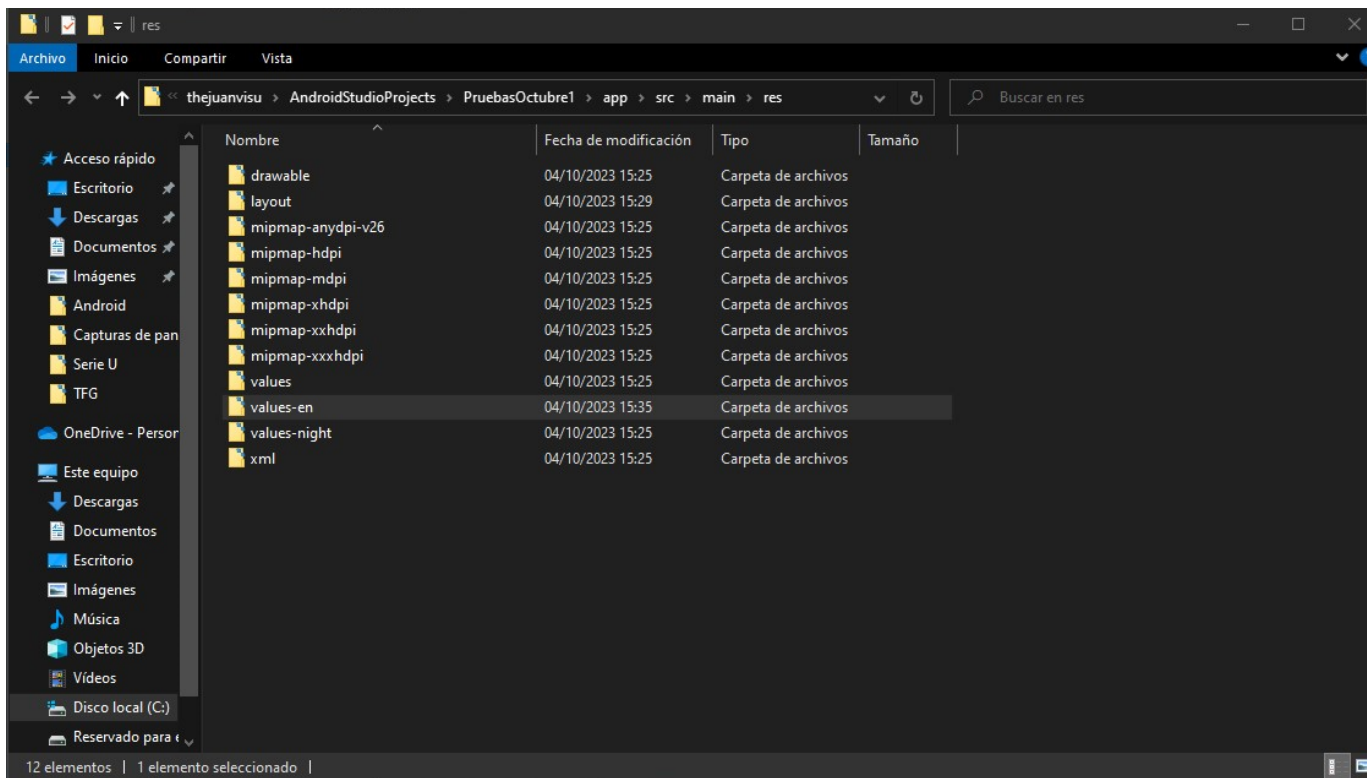 res
Archivo Inicio Compartir Vista
« thejuanvisu > AndroidStudioProjects > PruebasOctubre1 > app > src > main > res Buscar en res
Nombre Fecha de modificación Tipo Tamaño
Acceso rápido
Escritorio
Descargas
Documentos
Imágenes
Android
Capturas de pan
Serie U
TFG
OneDrive - Person
Este equipo
Descargas
Documentos
Escritorio
Imágenes
Música
Objetos 3D
Vídeos
Disco local (C:)
Reservado para e
drawable 04/10/2023 15:25 Carpeta de archivos
layout 04/10/2023 15:29 Carpeta de archivos
mipmap-anydpi-v26 04/10/2023 15:25 Carpeta de archivos
mipmap-hdpi 04/10/2023 15:25 Carpeta de archivos
mipmap-mdpi 04/10/2023 15:25 Carpeta de archivos
mipmap-xhdpi 04/10/2023 15:25 Carpeta de archivos
mipmap-xxhdpi 04/10/2023 15:25 Carpeta de archivos
mipmap-xxxhdpi 04/10/2023 15:25 Carpeta de archivos
values 04/10/2023 15:25 Carpeta de archivos
values-en 04/10/2023 15:35 Carpeta de archivos
values-night 04/10/2023 15:25 Carpeta de archivos
xml 04/10/2023 15:25 Carpeta de archivos
12 elementos | 1 elemento seleccionado |